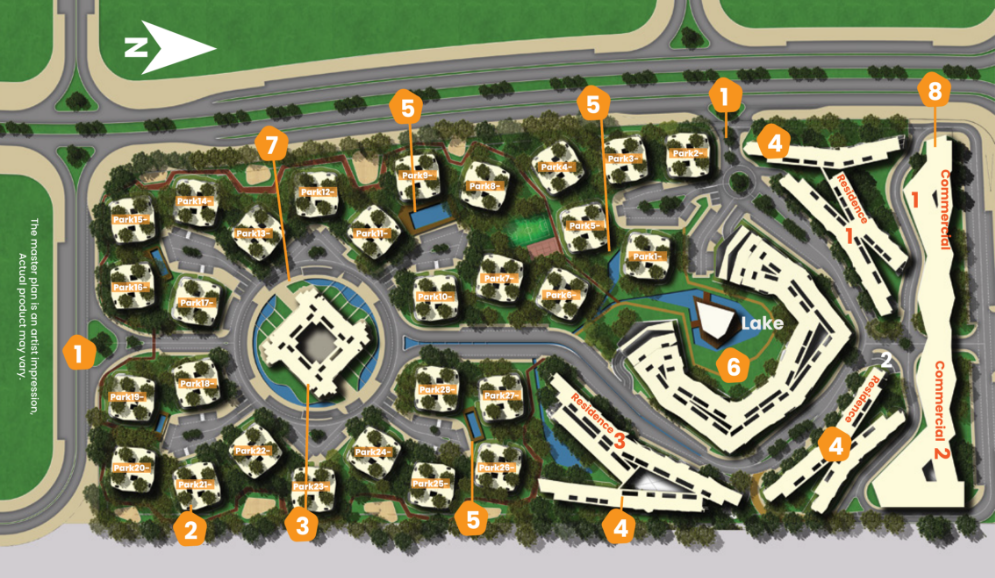 N
1
8
5
5
7
4
Park2-
Park3-
Park4-
Park9-
Park8-
Park12-
Park14-
Park15-
Park13-
Park11-
Park5-
Park1-
Park7-
Park6-
Park10-
Park16-
Park17-
Residence
1
Commercial
1
Lake
6
1
2
The master plan is an artist impression,
Actual product may vary.
Park18-
Park19-
Park20-
Park21-
Park22-
Park23-
Park24-
Park25-
Park26-
Park27-
Park28-
Residence
3
Residence
4
Commercial
2
2
3
5
4